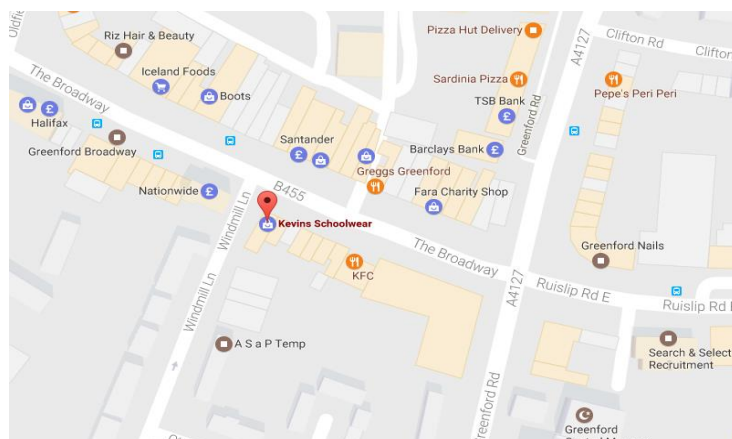 Oldfie
Riz Hair & Beauty
Iceland Foods
Boots
The Broadway
Halifax
Greenford Broadway
Nationwide
Santander
Greggs Greenford
Barclays Bank
TSB Bank
Fara Charity Shop
Pizza Hut Delivery
Sardinia Pizza
Greenford Rd
A4127
Clifton Rd
Clifton
Pepe's Peri Peri
B455
Windmill Ln
Kevins Schoolwear
KFC
The Broadway
Greenford Nails
Ruislip Rd E
Ruislip Rd E
A4127
Windmill Ln
A S a P Temp
Greenford Rd
Search & Select
Recruitment
Greenford